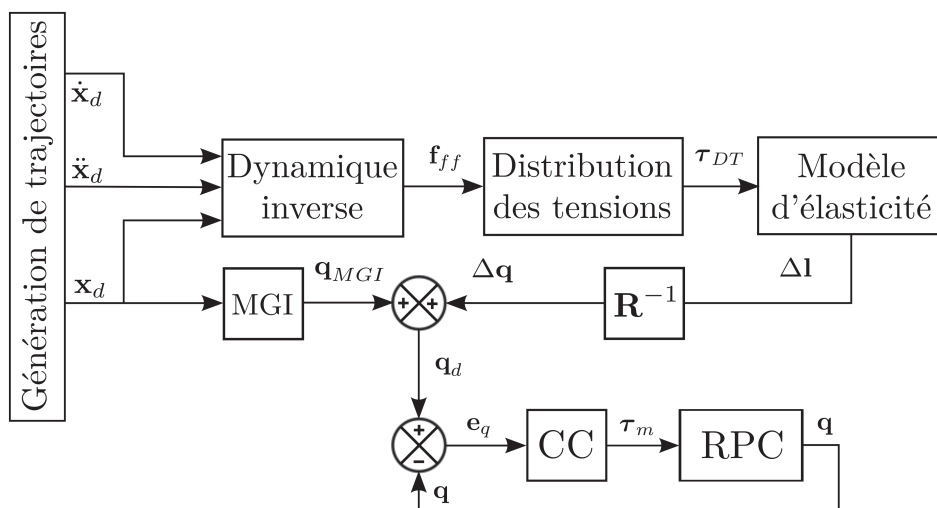 Génération de trajectoires
ẋ_d
ẍ_d
x_d
Dynamique
inverse
f_ff
Distribution
des tensions
τ_DT
Modèle
d'élasticité
MGI
q_MGI
+ +
Δq
R⁻¹
Δl
q_d
+
−
e_q
CC
τ_m
RPC
q
q